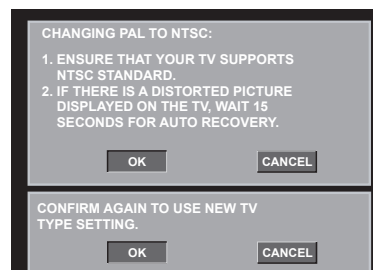 CHANGING PAL TO NTSC:
1. ENSURE THAT YOUR TV SUPPORTS
NTSC STANDARD.
2. IF THERE IS A DISTORTED PICTURE
DISPLAYED ON THE TV, WAIT 15
SECONDS FOR AUTO RECOVERY.
OK CANCEL
CONFIRM AGAIN TO USE NEW TV
TYPE SETTING.
OK CANCEL